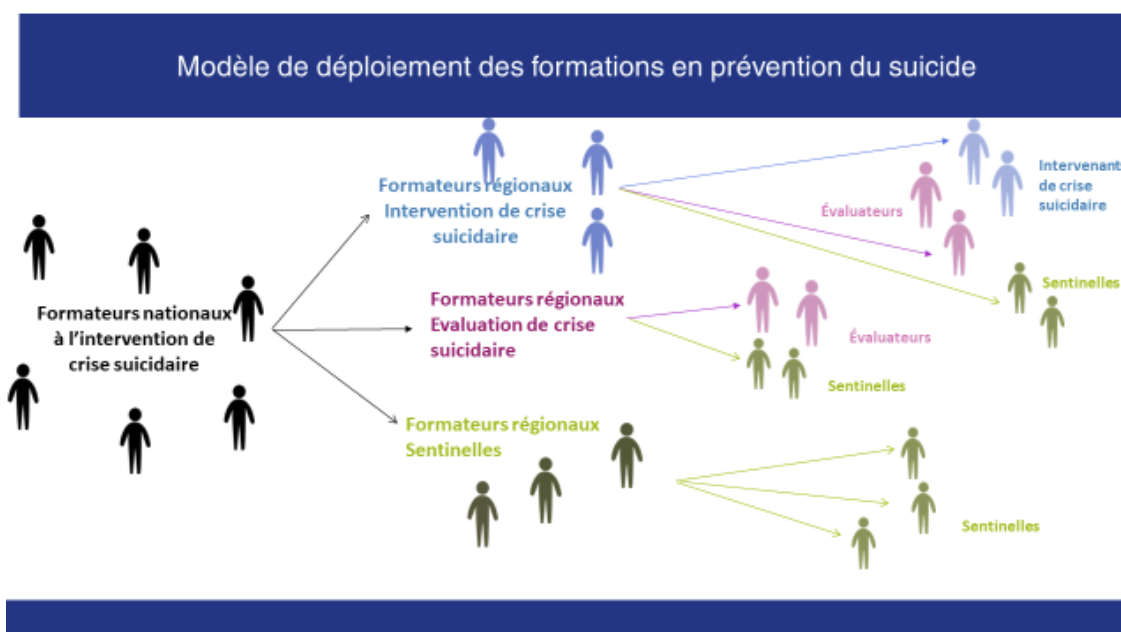 Modèle de déploiement des formations en prévention du suicide
Formateurs nationaux
à l'intervention de
crise suicidaire
Formateurs régionaux
Intervention de crise
suicidaire
Formateurs régionaux
Evaluation de crise
suicidaire
Formateurs régionaux
Sentinelles
Intervenant
de crise
suicidaire
Évaluateurs
Sentinelles
Évaluateurs
Sentinelles
Sentinelles